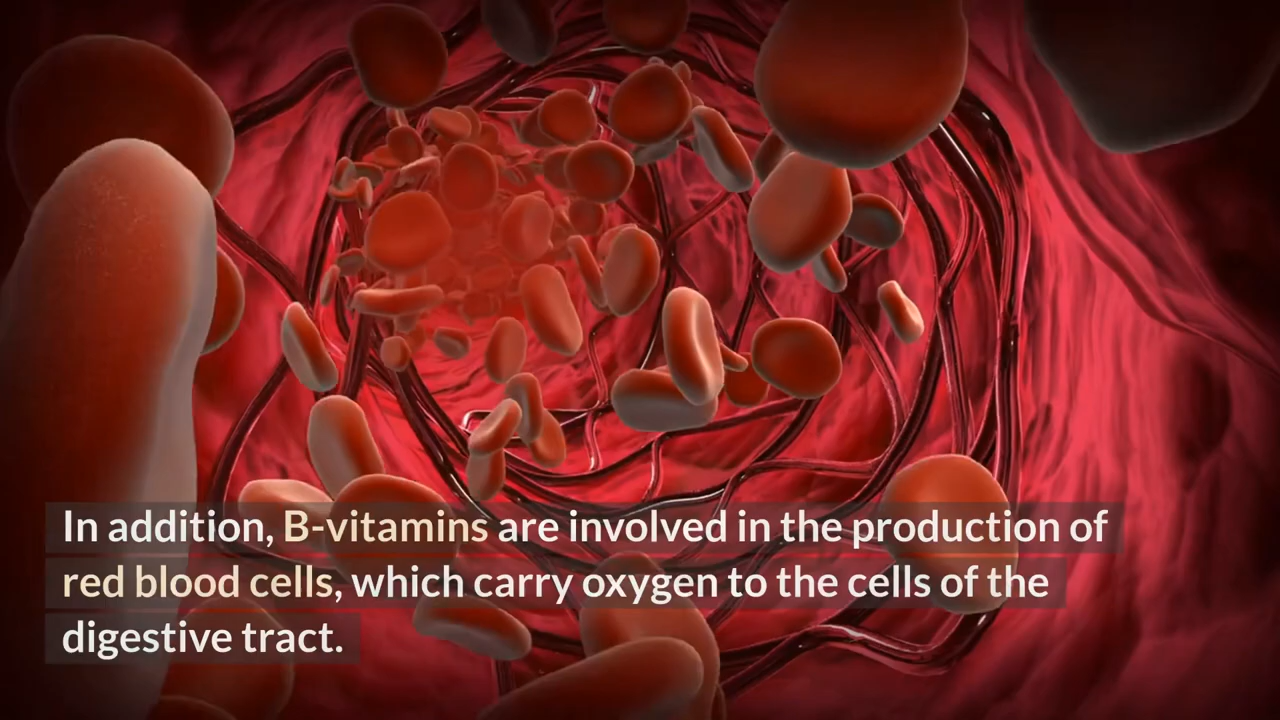 In addition, B-vitamins are involved in the production of
red blood cells, which carry oxygen to the cells of the
digestive tract.